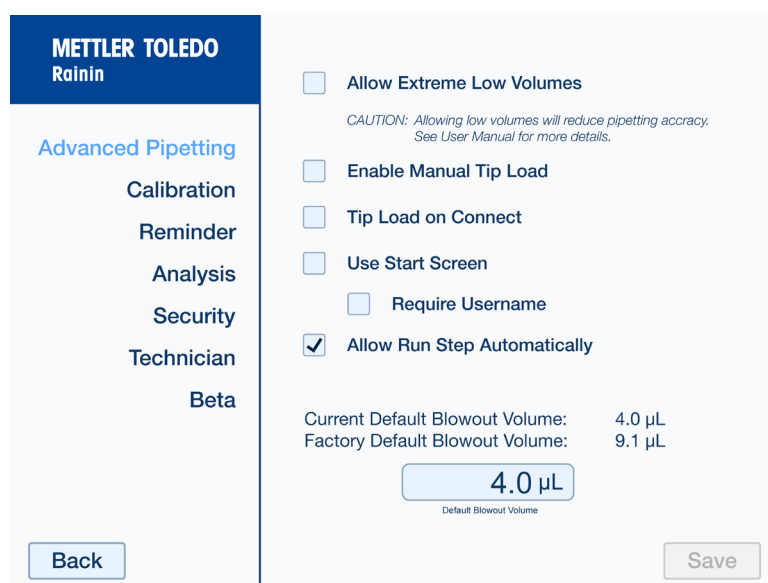 METTLER TOLEDO
Rainin
Advanced Pipetting
Calibration
Reminder
Analysis
Security
Technician
Beta
Back
Allow Extreme Low Volumes
CAUTION: Allowing low volumes will reduce pipetting accracy.
See User Manual for more details.
Enable Manual Tip Load
Tip Load on Connect
Use Start Screen
Require Username
Allow Run Step Automatically
Current Default Blowout Volume: 4.0 µL
Factory Default Blowout Volume: 9.1 µL
4.0 µL
Default Blowout Volume
Save